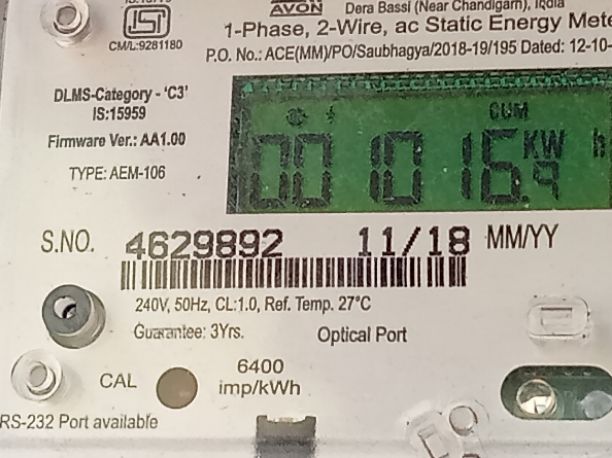 AVON Dera Bassi (Near Chandigarh), India
CM/L:9281180
1-Phase, 2-Wire, ac Static Energy Mete
P.O. No.: ACE(MM)/PO/Saubhagya/2018-19/195 Dated: 12-10-
DLMS-Category - 'C3'
IS:15959
Firmware Ver.: AA1.00
TYPE: AEM-106
CUM
001016.9 KW h
S.NO. 4629892 11/18 MM/YY
240V, 50Hz, CL:1.0, Ref. Temp. 27°C
Guarantee: 3Yrs. Optical Port
CAL 6400
imp/kWh
RS-232 Port available